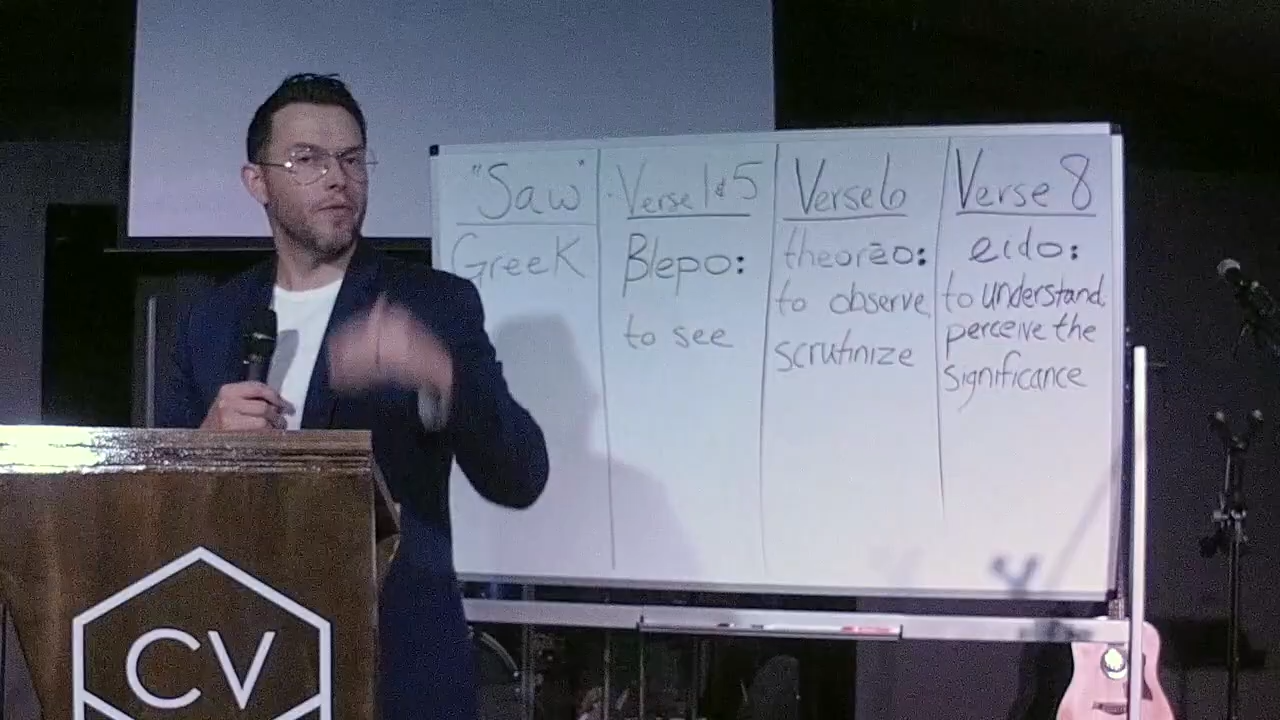 "Saw"
Greek
Verse 1 & 5
Blepo:
to see
Verse 6
theorēo:
to observe,
scrutinize
Verse 8
eido:
to understand,
perceive the
significance
CV